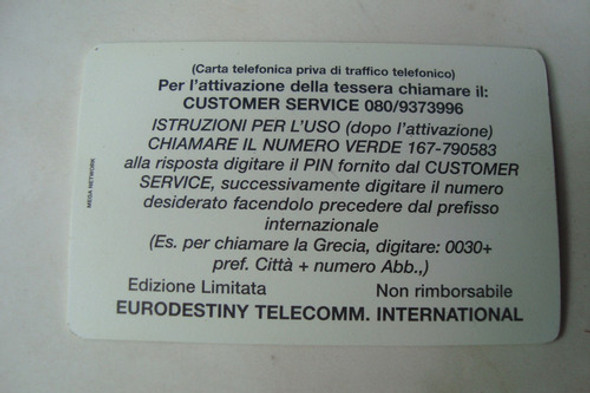 (Carta telefonica priva di traffico telefonico)
Per l'attivazione della tessera chiamare il:
CUSTOMER SERVICE 080/9373996
ISTRUZIONI PER L'USO (dopo l'attivazione)
CHIAMARE IL NUMERO VERDE 167-790583
alla risposta digitare il PIN fornito dal CUSTOMER
SERVICE, successivamente digitare il numero
desiderato facendolo precedere dal prefisso
internazionale
(Es. per chiamare la Grecia, digitare: 0030+
pref. Città + numero Abb.,)
Edizione Limitata Non rimborsabile
EURODESTINY TELECOMM. INTERNATIONAL
MEGA NETWORK